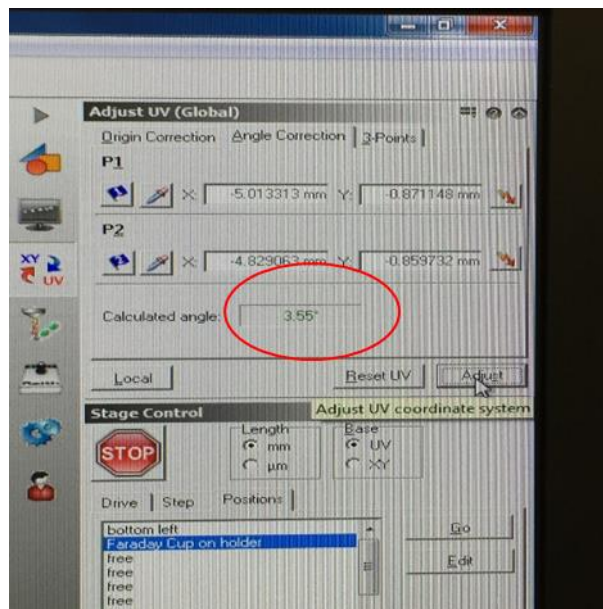 Adjust UV (Global)
Origin Correction Angle Correction 3-Points
P1
X: -5.013313 mm Y: -0.871148 mm
P2
X: -4.829063 mm Y: -0.859732 mm
XY
UV
Calculated angle: 3.55°
Local Reset UV Adjust
Adjust UV coordinate system
Stage Control
STOP
Length Base
mm UV
µm XY
Drive Step Positions
bottom left
Faraday Cup on holder
free
free
free
free
Go
Edit